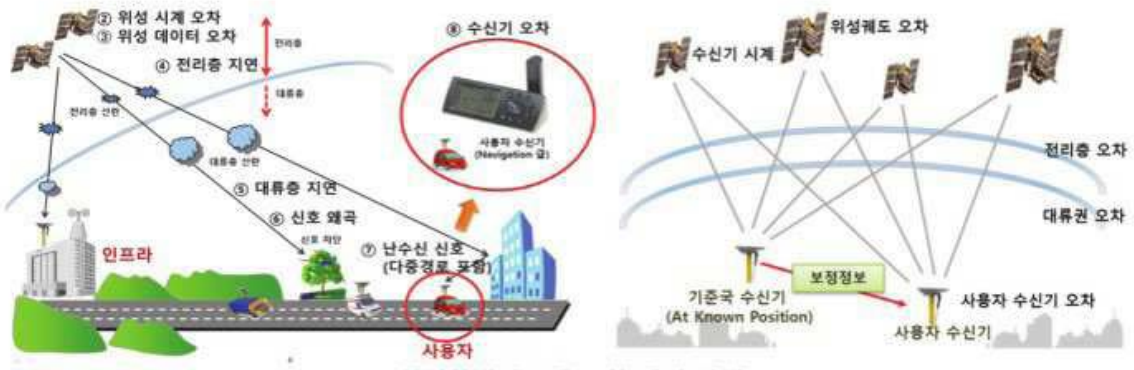 ② 위성 시계 오차
③ 위성 데이터 오차
④ 전리층 지연
전리층
대류층
전리층 산란
대류층 산란
⑤ 대류층 지연
⑥ 신호 왜곡
신호 차단
⑦ 난수신 신호
(다중경로 포함)
인프라
사용자
⑧ 수신기 오차
사용자 수신기
(Navigation 급)
수신기 시계
위성궤도 오차
전리층 오차
대류권 오차
보정정보
기준국 수신기
(At Known Position)
사용자 수신기 오차
사용자 수신기